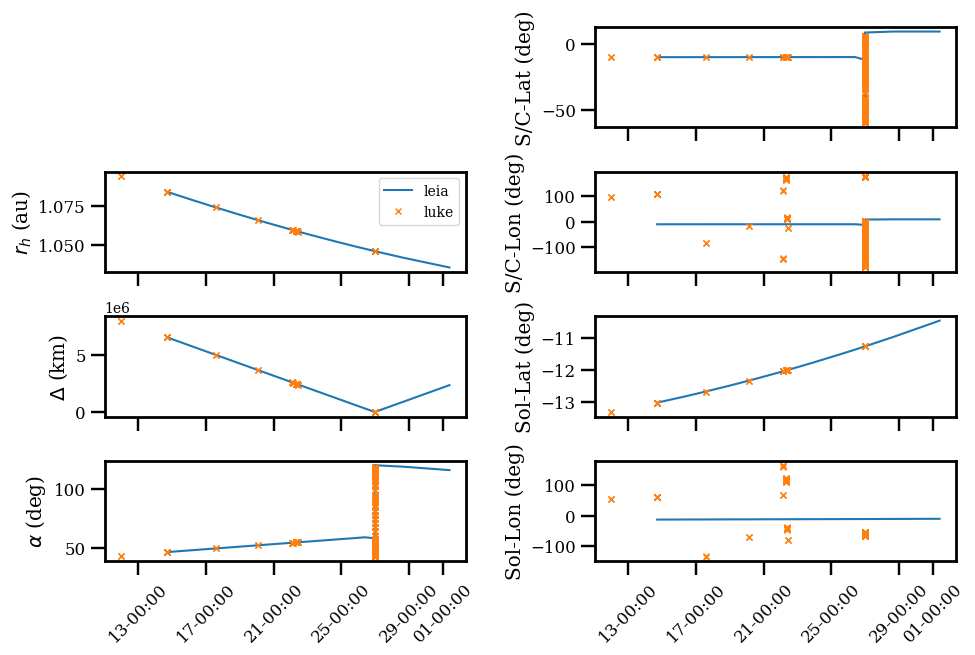 S/C-Lat (deg)
0
−50
r_h (au)
1.075
1.050
leia
luke
S/C-Lon (deg)
100
0
−100
1e6
Δ (km)
5
0
Sol-Lat (deg)
−11
−12
−13
α (deg)
100
50
Sol-Lon (deg)
100
0
−100
13-00:00
17-00:00
21-00:00
25-00:00
29-00:00
01-00:00
13-00:00
17-00:00
21-00:00
25-00:00
29-00:00
01-00:00